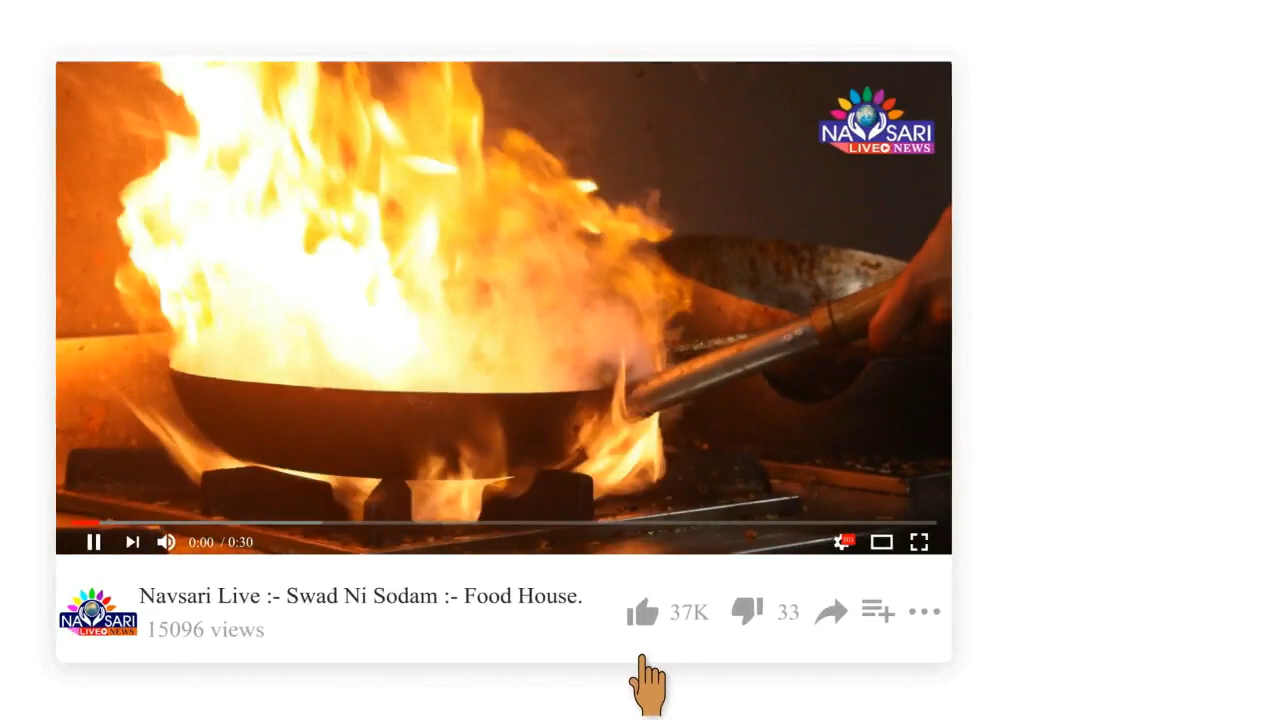 NAVSARI
LIVE NEWS
HD
0:00 / 0:30
Navsari Live :- Swad Ni Sodam :- Food House.
15096 views
37K
33
NAVSARI
LIVE NEWS